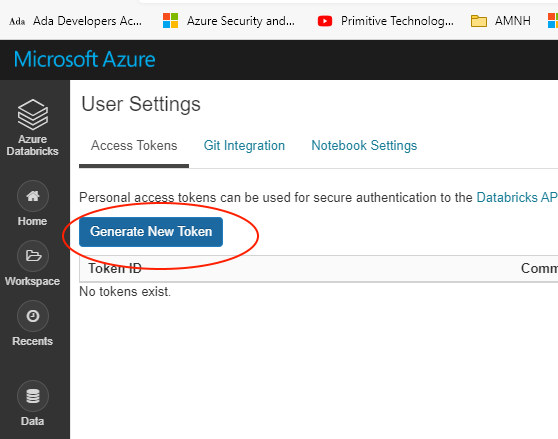 Ada Ada Developers Ac... Azure Security and... Primitive Technolog... AMNH
Microsoft Azure
Azure
Databricks
Home
Workspace
Recents
Data
User Settings
Access Tokens Git Integration Notebook Settings
Personal access tokens can be used for secure authentication to the Databricks AP
Generate New Token
Token ID Comm
No tokens exist.